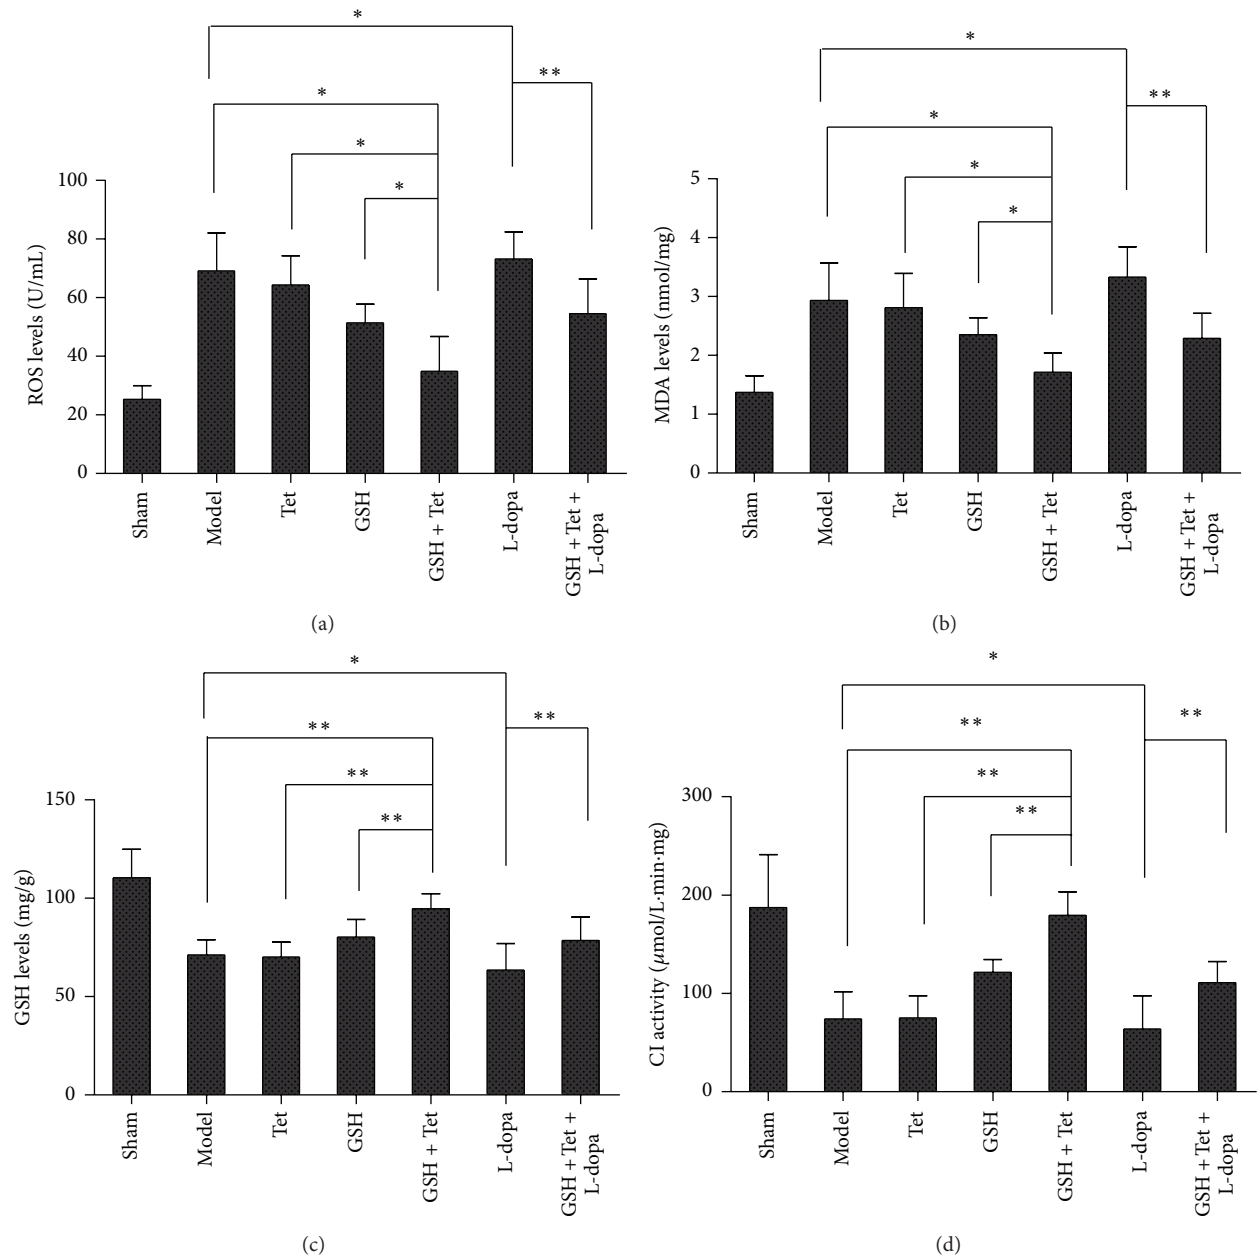 *
**
*
*
*
100
80
60
40
20
0
ROS levels (U/mL)
Sham
Model
Tet
GSH
GSH + Tet
L-dopa
GSH + Tet +
L-dopa
(a)
*
**
*
*
*
5
4
3
2
1
0
MDA levels (nmol/mg)
Sham
Model
Tet
GSH
GSH + Tet
L-dopa
GSH + Tet +
L-dopa
(b)
*
**
**
**
**
150
100
50
0
GSH levels (mg/g)
Sham
Model
Tet
GSH
GSH + Tet
L-dopa
GSH + Tet +
L-dopa
(c)
*
**
**
**
**
300
200
100
0
CI activity (μmol/L·min·mg)
Sham
Model
Tet
GSH
GSH + Tet
L-dopa
GSH + Tet +
L-dopa
(d)